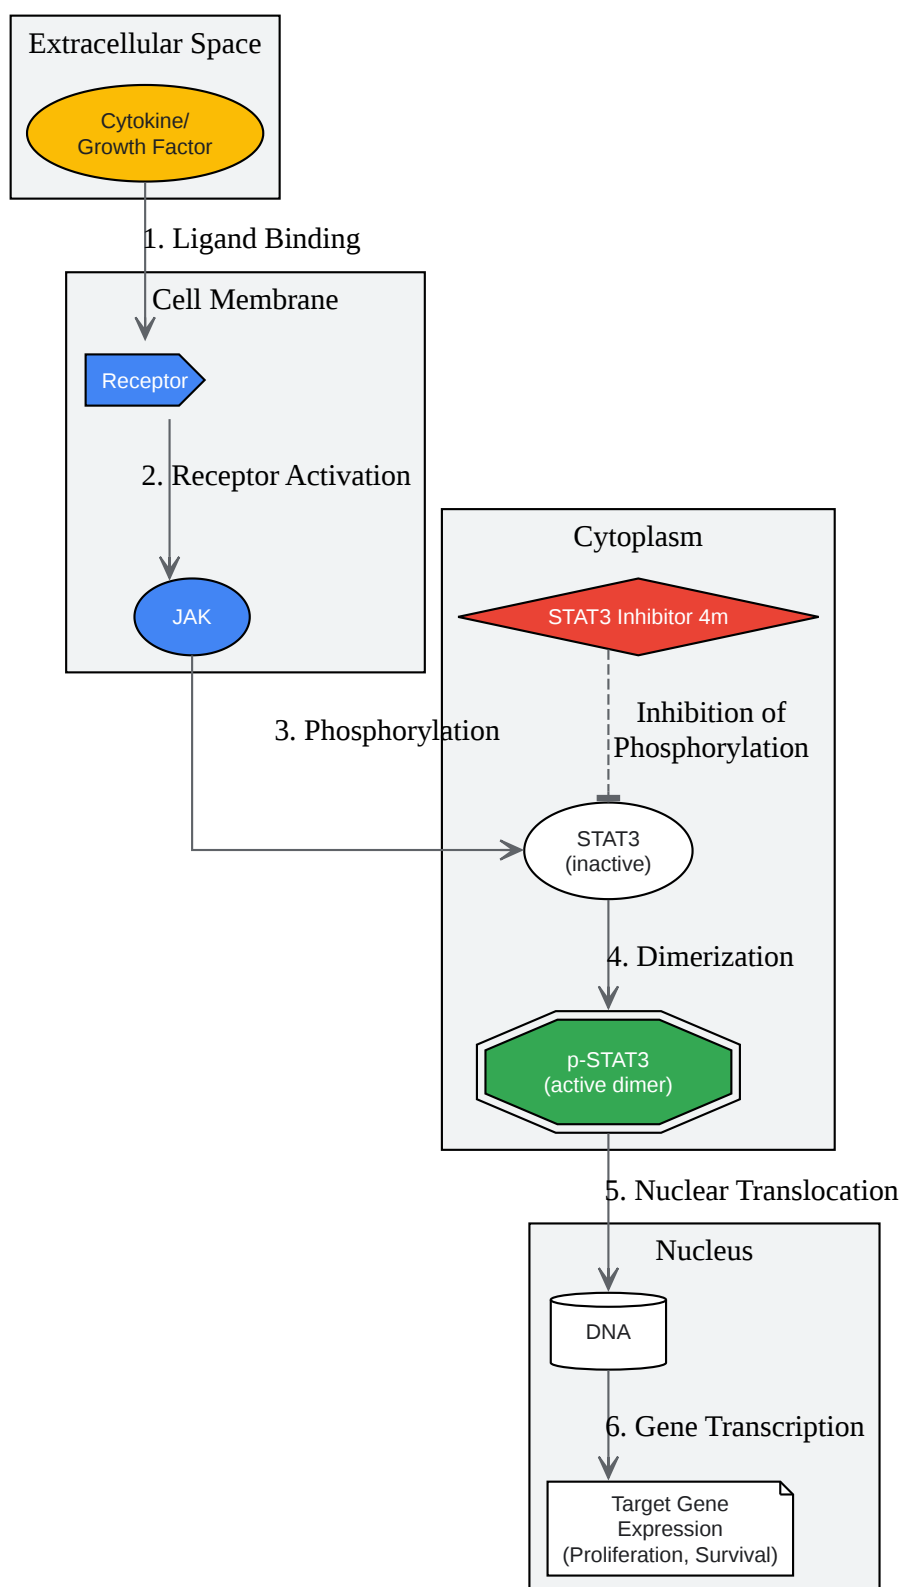 Extracellular Space
Cytokine/
Growth Factor
1. Ligand Binding
Cell Membrane
Receptor
2. Receptor Activation
JAK
Cytoplasm
STAT3 Inhibitor 4m
3. Phosphorylation
Inhibition of
Phosphorylation
STAT3
(inactive)
4. Dimerization
p-STAT3
(active dimer)
5. Nuclear Translocation
Nucleus
DNA
6. Gene Transcription
Target Gene
Expression
(Proliferation, Survival)